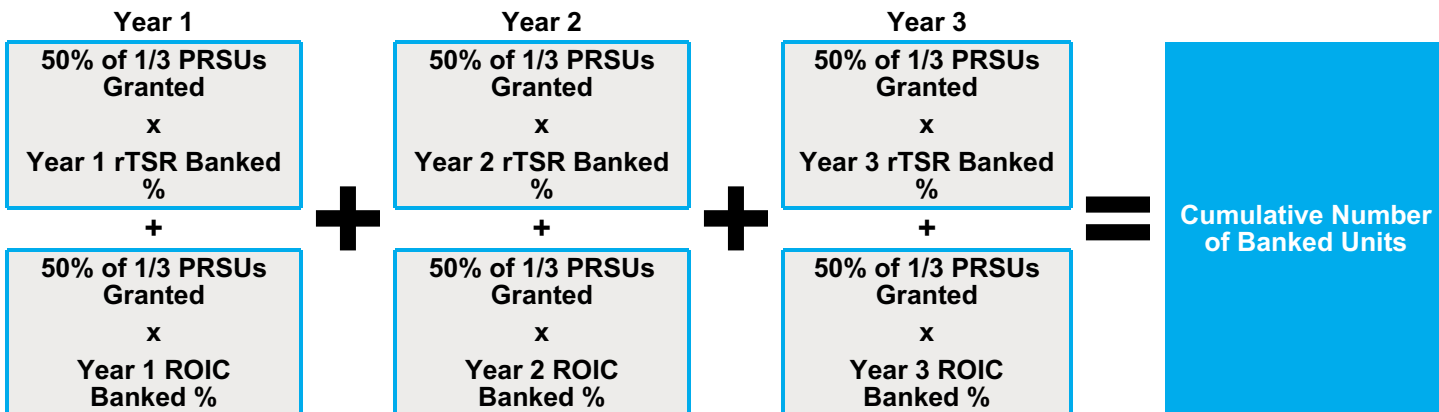 Year 1
50% of 1/3 PRSUs
Granted
x
Year 1 rTSR Banked
%
+
50% of 1/3 PRSUs
Granted
x
Year 1 ROIC
Banked %
+
Year 2
50% of 1/3 PRSUs
Granted
x
Year 2 rTSR Banked
%
+
50% of 1/3 PRSUs
Granted
x
Year 2 ROIC
Banked %
+
Year 3
50% of 1/3 PRSUs
Granted
x
Year 3 rTSR Banked
%
+
50% of 1/3 PRSUs
Granted
x
Year 3 ROIC
Banked %
=
Cumulative Number
of Banked Units